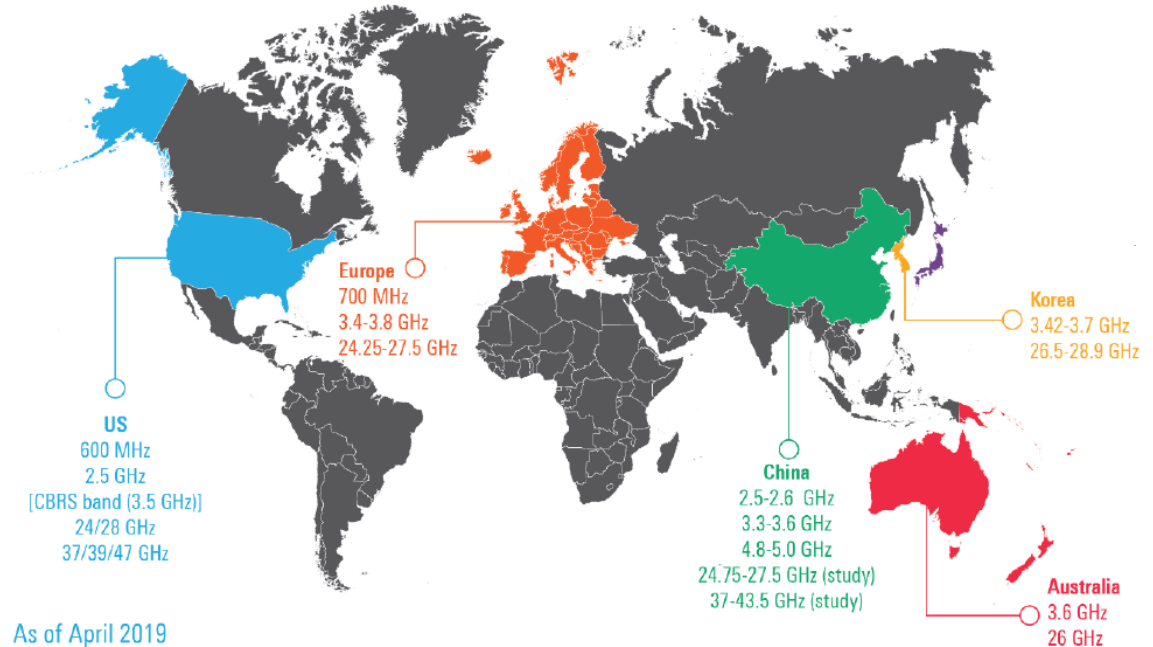 Europe
700 MHz
3.4-3.8 GHz
24.25-27.5 GHz
Korea
3.42-3.7 GHz
26.5-28.9 GHz
US
600 MHz
2.5 GHz
[CBRS band (3.5 GHz)]
24/28 GHz
37/39/47 GHz
China
2.5-2.6 GHz
3.3-3.6 GHz
4.8-5.0 GHz
24.75-27.5 GHz (study)
37-43.5 GHz (study)
Australia
3.6 GHz
26 GHz
As of April 2019